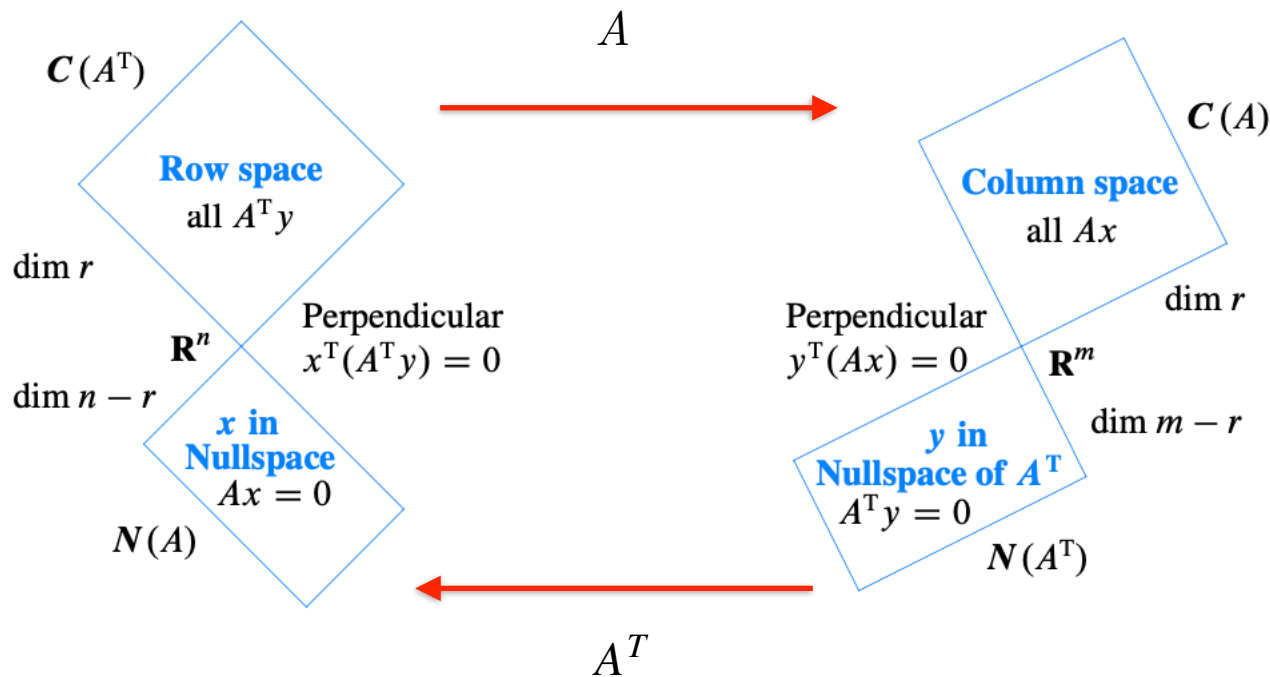 A
C(Aᵀ)
Row space
all Aᵀy
dim r
Rⁿ
Perpendicular
xᵀ(Aᵀy) = 0
dim n − r
x in
Nullspace
Ax = 0
N(A)
C(A)
Column space
all Ax
dim r
Perpendicular
yᵀ(Ax) = 0
Rᵐ
dim m − r
y in
Nullspace of Aᵀ
Aᵀy = 0
N(Aᵀ)
Aᵀ